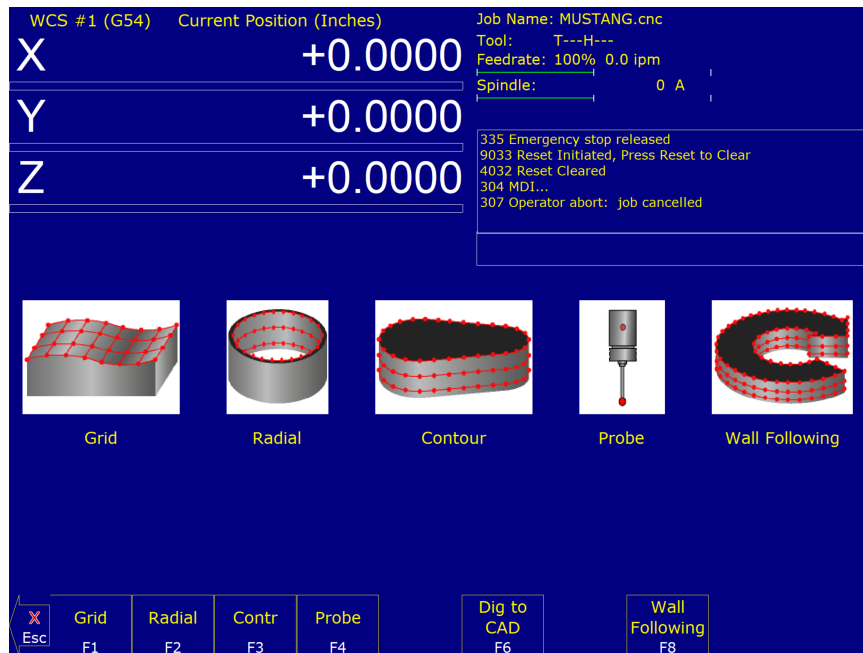 WCS #1 (G54) Current Position (Inches)
X +0.0000
Y +0.0000
Z +0.0000
Job Name: MUSTANG.cnc
Tool: T---H---
Feedrate: 100% 0.0 ipm
Spindle: 0 A
335 Emergency stop released
9033 Reset Initiated, Press Reset to Clear
4032 Reset Cleared
304 MDI...
307 Operator abort: job cancelled
Grid
Radial
Contour
Probe
Wall Following
X
Esc
Grid
F1
Radial
F2
Contr
F3
Probe
F4
Dig to
CAD
F6
Wall
Following
F8